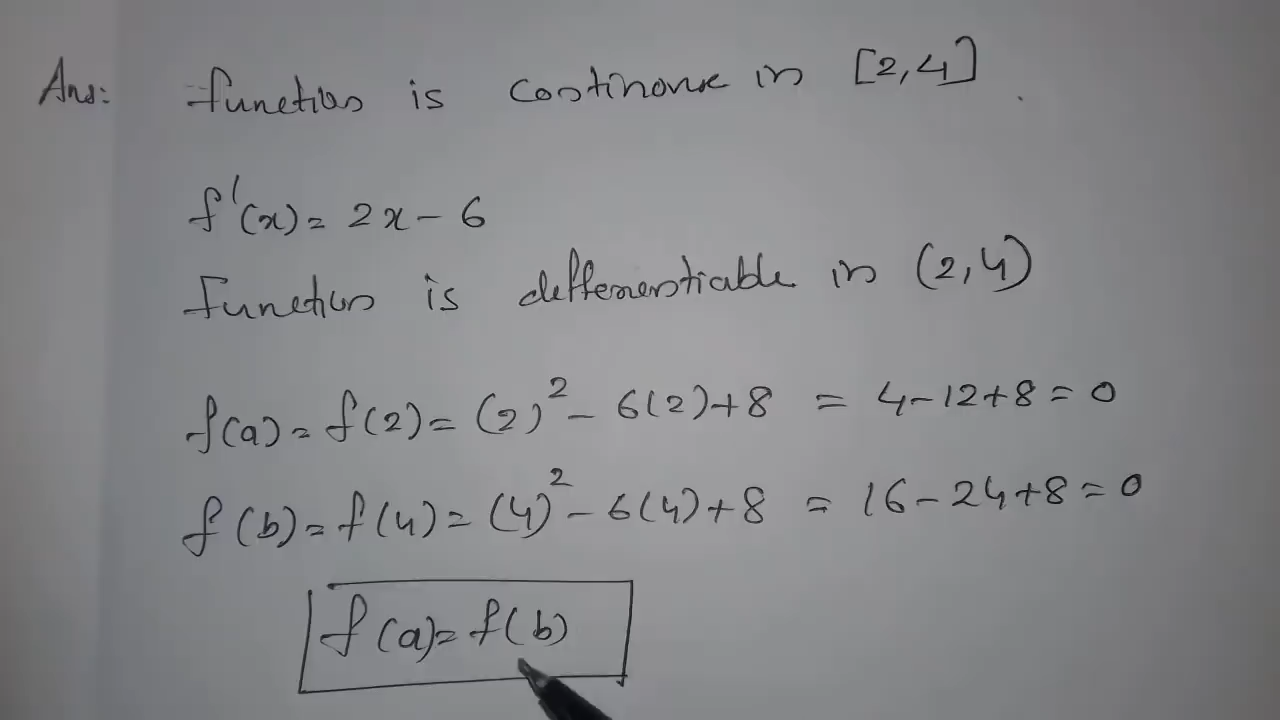 Ans: function is continous in [2,4]
f'(x) = 2x - 6
function is differentiable in (2,4)
f(a) = f(2) = (2)² - 6(2) + 8 = 4 - 12 + 8 = 0
f(b) = f(4) = (4)² - 6(4) + 8 = 16 - 24 + 8 = 0
f(a) = f(b)